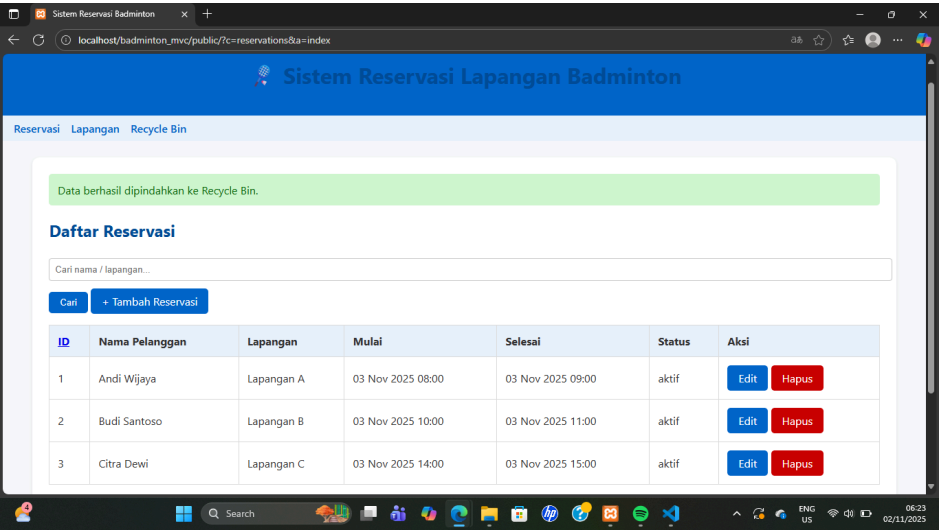 Sistem Reservasi Badminton
localhost/badminton_mvc/public/?c=reservations&a=index
Sistem Reservasi Lapangan Badminton
Reservasi Lapangan Recycle Bin
Data berhasil dipindahkan ke Recycle Bin.
Daftar Reservasi
Cari nama / lapangan...
Cari + Tambah Reservasi
ID Nama Pelanggan Lapangan Mulai Selesai Status Aksi
1 Andi Wijaya Lapangan A 03 Nov 2025 08:00 03 Nov 2025 09:00 aktif Edit Hapus
2 Budi Santoso Lapangan B 03 Nov 2025 10:00 03 Nov 2025 11:00 aktif Edit Hapus
3 Citra Dewi Lapangan C 03 Nov 2025 14:00 03 Nov 2025 15:00 aktif Edit Hapus
4 Search hp ENG 06:23
US 02/11/2025